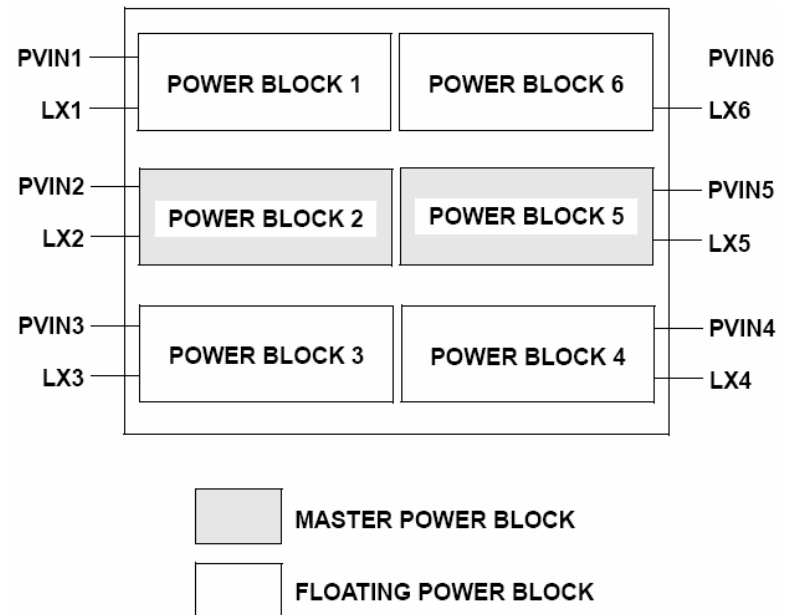 PVIN1
LX1
POWER BLOCK 1
POWER BLOCK 6
PVIN6
LX6
PVIN2
LX2
POWER BLOCK 2
POWER BLOCK 5
PVIN5
LX5
PVIN3
LX3
POWER BLOCK 3
POWER BLOCK 4
PVIN4
LX4
MASTER POWER BLOCK
FLOATING POWER BLOCK